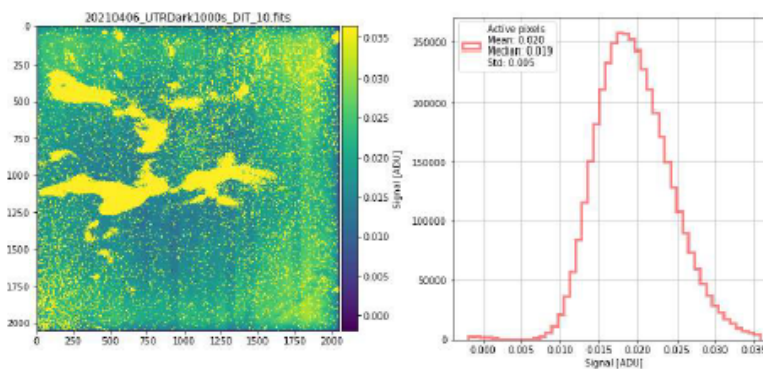 20210406_UTRDark1000s_DIT_10.fits
0
250
500
750
1000
1250
1500
1750
2000
0 250 500 750 1000 1250 1500 1750 2000
0.035
0.030
0.025
0.020
0.015
0.010
0.005
0.000
Signal [ADU]
250000
200000
150000
100000
50000
0
Active pixels
Mean: 0.020
Median: 0.019
Std: 0.005
0.000 0.005 0.010 0.015 0.020 0.025 0.030 0.035
Signal [ADU]